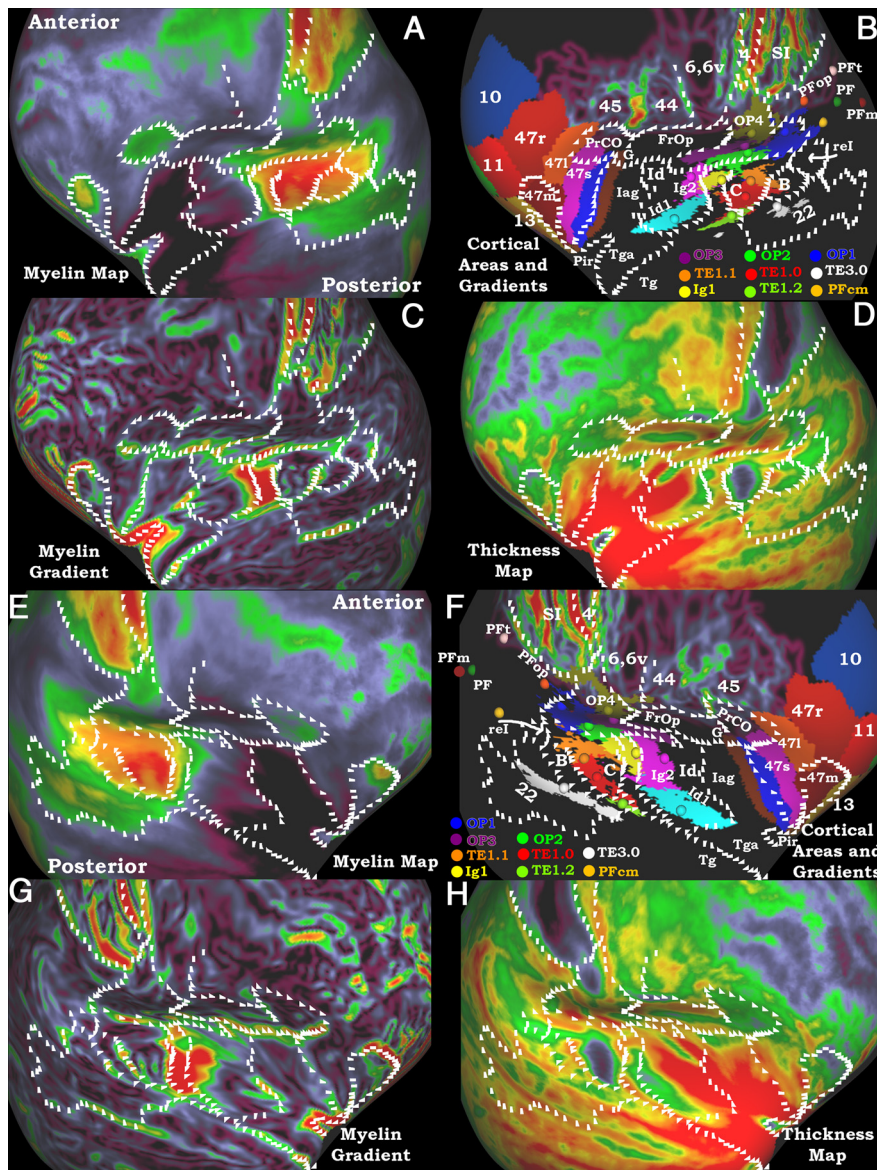 Anterior
A
Myelin Map
Posterior
B
10
47r
11
47l
47s
47m
13
45
44
6,6v
4
SI
PFt
PFop
PF
PFm
OP4
PrCO
FrOp
G
Id
Iag
Ig2
Id1
C
B
reI
22
Pir
Tga
Tg
Cortical
Areas and
Gradients
OP3 OP2 OP1
TE1.1 TE1.0 TE3.0
Ig1 TE1.2 PFcm
C
Myelin
Gradient
D
Thickness
Map
E
Anterior
Posterior
Myelin Map
F
SI
4
PFt
PFop
PFm
PF
6,6v
44
45
10
47r
11
OP4
FrOp
PrCO
G
47l
47s
47m
13
reI
B
C
22
Ig2
Id
Iag
Id1
Tga
Pir
Tg
OP1
OP3 OP2
TE1.1 TE1.0 TE3.0
Ig1 TE1.2 PFcm
Cortical
Areas and
Gradients
G
Myelin
Gradient
H
Thickness
Map